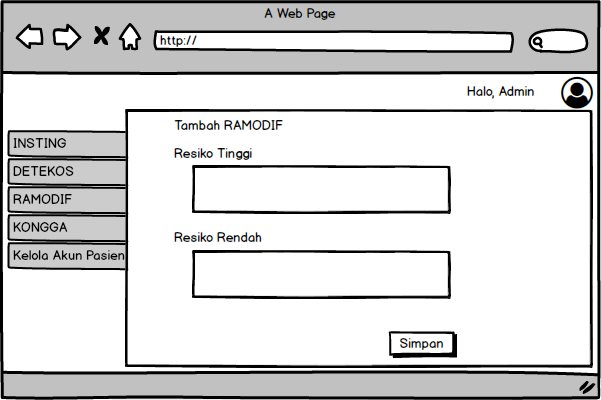 A Web Page
http://
Halo, Admin
INSTING
DETEKOS
RAMODIF
KONGGA
Kelola Akun Pasien
Tambah RAMODIF
Resiko Tinggi
Resiko Rendah
Simpan